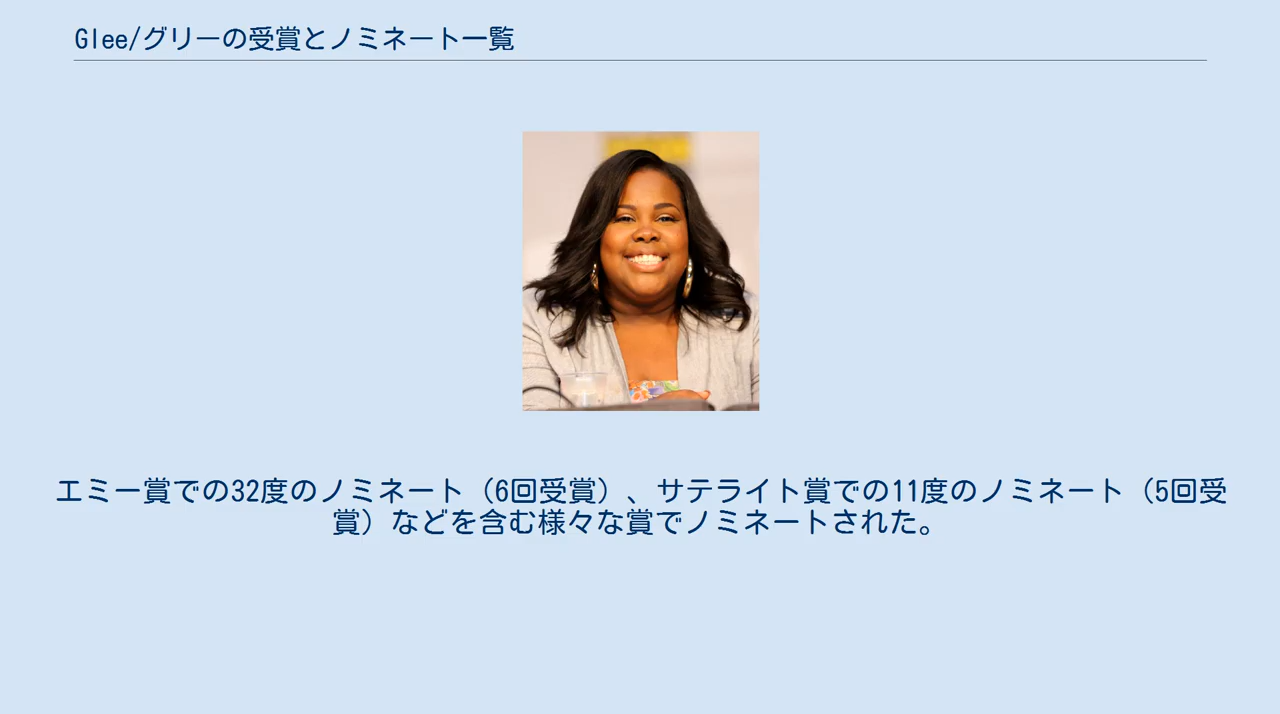 Glee/グリーの受賞とノミネート一覧
エミー賞での32度のノミネート（6回受賞）、サテライト賞での11度のノミネート（5回受
賞）などを含む様々な賞でノミネートされた。